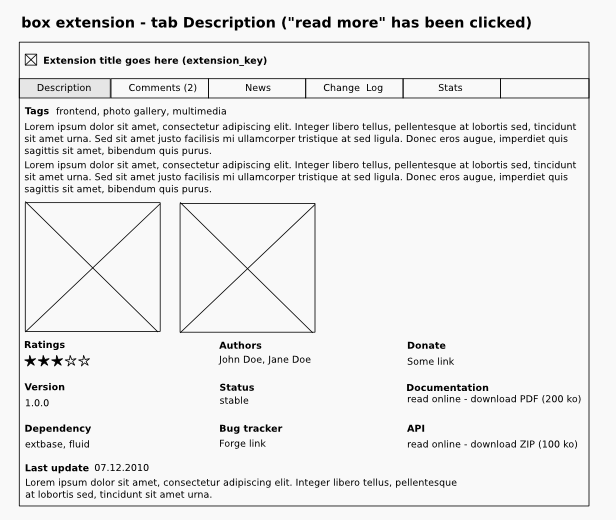 box extension - tab Description ("read more" has been clicked)
Extension title goes here (extension_key)
Description Comments (2) News Change Log Stats
Tags frontend, photo gallery, multimedia
Lorem ipsum dolor sit amet, consectetur adipiscing elit. Integer libero tellus, pellentesque at lobortis sed, tincidunt
sit amet urna. Sed sit amet justo facilisis mi ullamcorper tristique at sed ligula. Donec eros augue, imperdiet quis
sagittis sit amet, bibendum quis purus.
Lorem ipsum dolor sit amet, consectetur adipiscing elit. Integer libero tellus, pellentesque at lobortis sed, tincidunt
sit amet urna. Sed sit amet justo facilisis mi ullamcorper tristique at sed ligula. Donec eros augue, imperdiet quis
sagittis sit amet, bibendum quis purus.
Ratings Authors Donate
John Doe, Jane Doe Some link
Version Status Documentation
1.0.0 stable read online - download PDF (200 ko)
Dependency Bug tracker API
extbase, fluid Forge link read online - download ZIP (100 ko)
Last update 07.12.2010
Lorem ipsum dolor sit amet, consectetur adipiscing elit. Integer libero tellus, pellentesque
at lobortis sed, tincidunt sit amet urna.